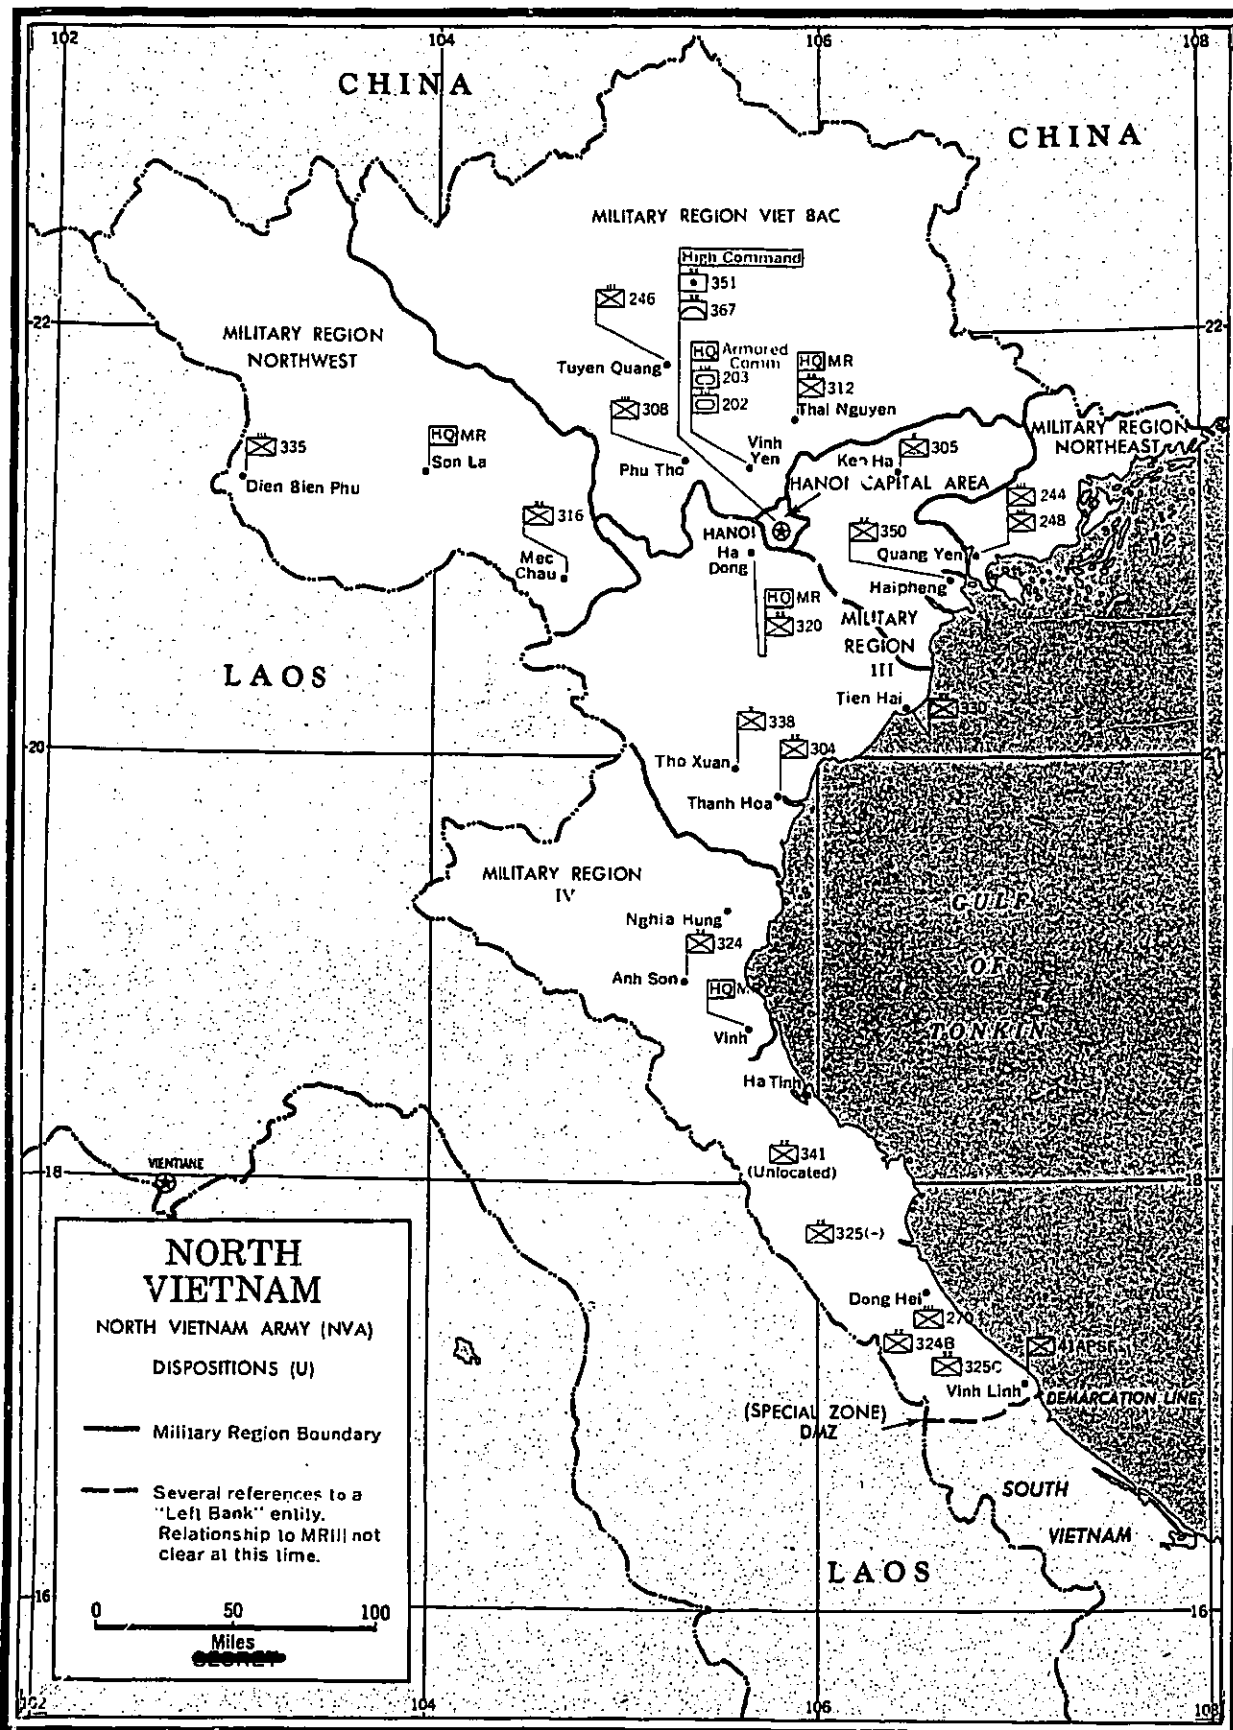 102
104
106
108
CHINA
CHINA
MILITARY REGION VIET BAC
High Command
351
367
246
22
22
MILITARY REGION
NORTHWEST
HQ Armored
Comm
203
202
HQ MR
312
Tuyen Quang
Thai Nguyen
308
MILITARY REGION
NORTHEAST
335
HQ MR
Son La
Dien Bien Phu
Phu Tho
Vinh
Yen
305
Kep Ha
HANOI CAPITAL AREA
244
248
316
Moc
Chau
HANOI
Ha
Dong
350
Quang Yen
Haipheng
HQ MR
320
MILITARY
REGION
III
LAOS
Tien Hai
330
338
304
20
Tho Xuan
Thanh Hoa
MILITARY REGION
IV
Nghia Hung
324
Anh Son
HQ M
Vinh
GULF
OF
TONKIN
Ha Tinh
341
(Unlocated)
18
18
VIENTIANE
325(-)
Dong Hoi
270
324B
325C
Vinh Linh
DEMARCATION LINE
(SPECIAL ZONE)
DMZ
SOUTH
VIETNAM
LAOS
NORTH
VIETNAM
NORTH VIETNAM ARMY (NVA)
DISPOSITIONS (U)
Military Region Boundary
Several references to a
"Left Bank" entity.
Relationship to MRIII not
clear at this time.
0 50 100
Miles
SECRET
16
16
102
104
106
108